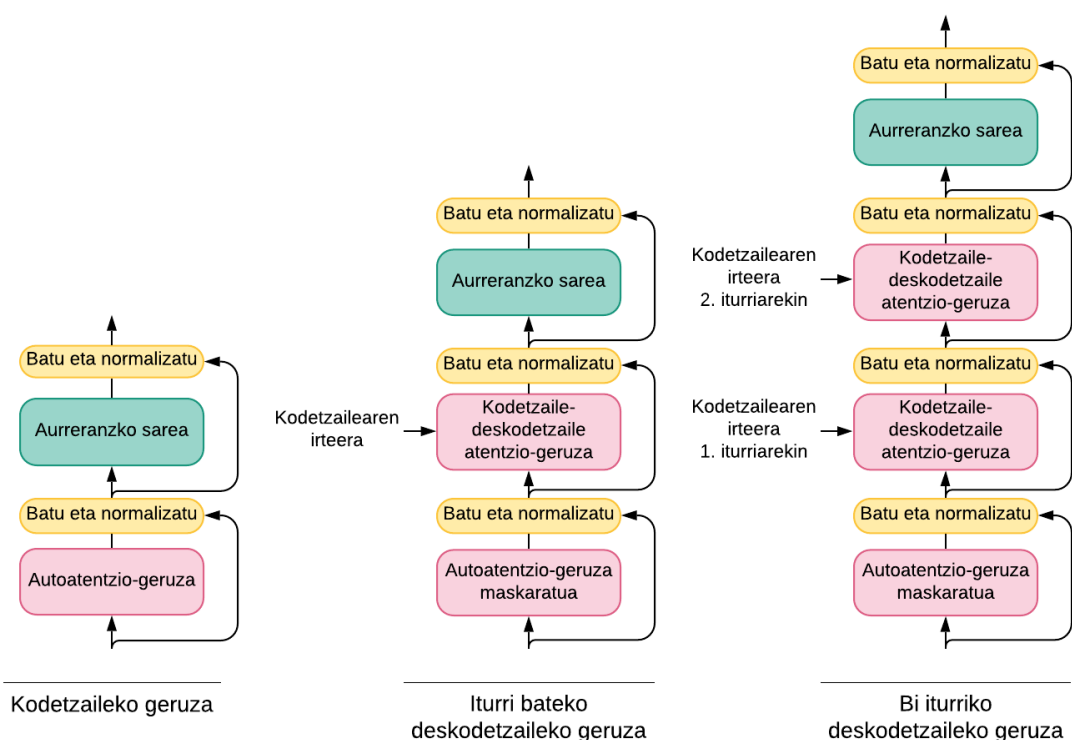 Batu eta normalizatu
Aurreranzko sarea
Batu eta normalizatu
Autoatentzio-geruza
Kodetzaileko geruza
Batu eta normalizatu
Aurreranzko sarea
Batu eta normalizatu
Kodetzailearen
irteera
Kodetzaile-
deskodetzaile
atentzio-geruza
Batu eta normalizatu
Autoatentzio-geruza
maskaratua
Iturri bateko
deskodetzaileko geruza
Batu eta normalizatu
Aurreranzko sarea
Batu eta normalizatu
Kodetzailearen
irteera
2. iturriarekin
Kodetzaile-
deskodetzaile
atentzio-geruza
Batu eta normalizatu
Kodetzailearen
irteera
1. iturriarekin
Kodetzaile-
deskodetzaile
atentzio-geruza
Batu eta normalizatu
Autoatentzio-geruza
maskaratua
Bi iturriko
deskodetzaileko geruza